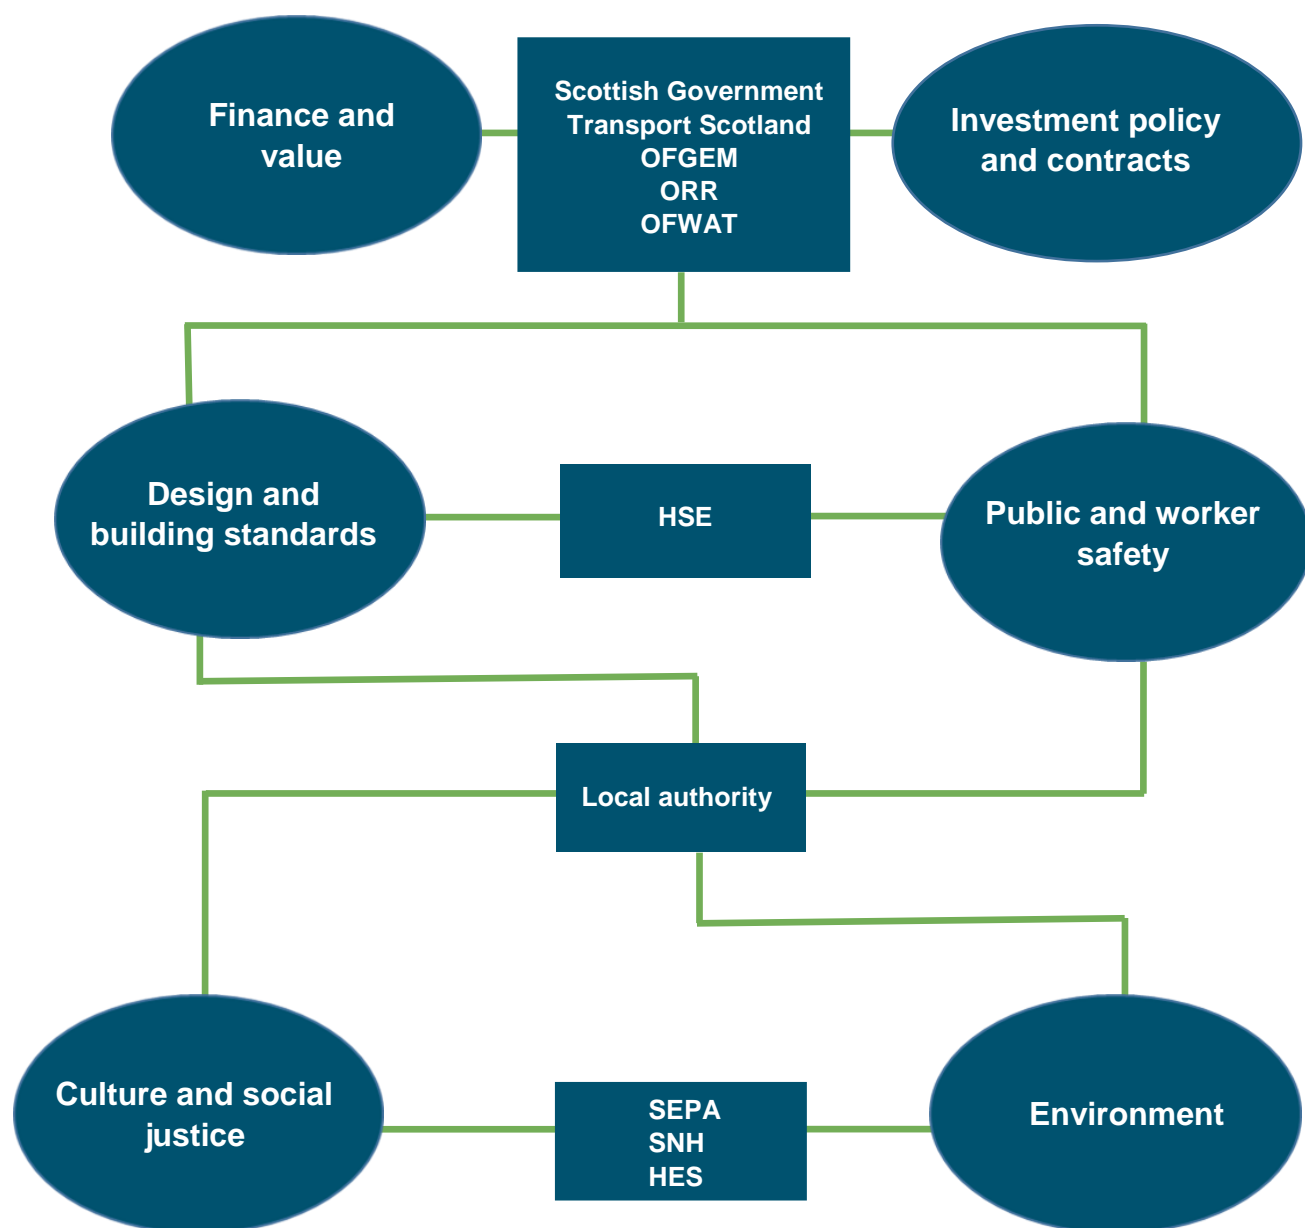 Finance and
value
Scottish Government
Transport Scotland
OFGEM
ORR
OFWAT
Investment policy
and contracts
Design and
building standards
HSE
Public and worker
safety
Local authority
Culture and social
justice
SEPA
SNH
HES
Environment